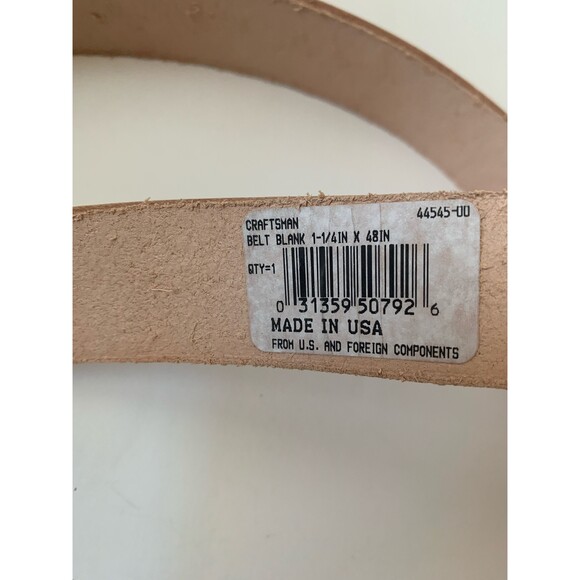 CRAFTSMAN 44545-00
BELT BLANK 1-1/4IN X 48IN
QTY=1
0 31359 50792 6
MADE IN USA
FROM U.S. AND FOREIGN COMPONENTS